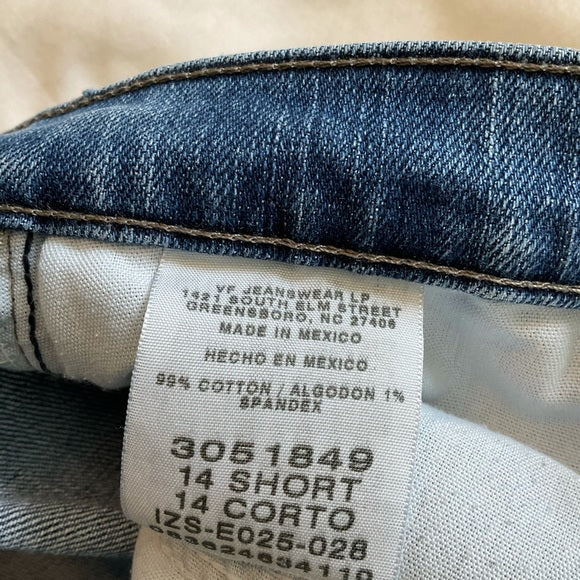 VF JEANSWEAR LP
1421 SOUTH ELM STREET
GREENSBORO, NC 27406
MADE IN MEXICO
HECHO EN MEXICO
99% COTTON / ALGODON 1%
SPANDEX
3051849
14 SHORT
14 CORTO
IZS-E025-028